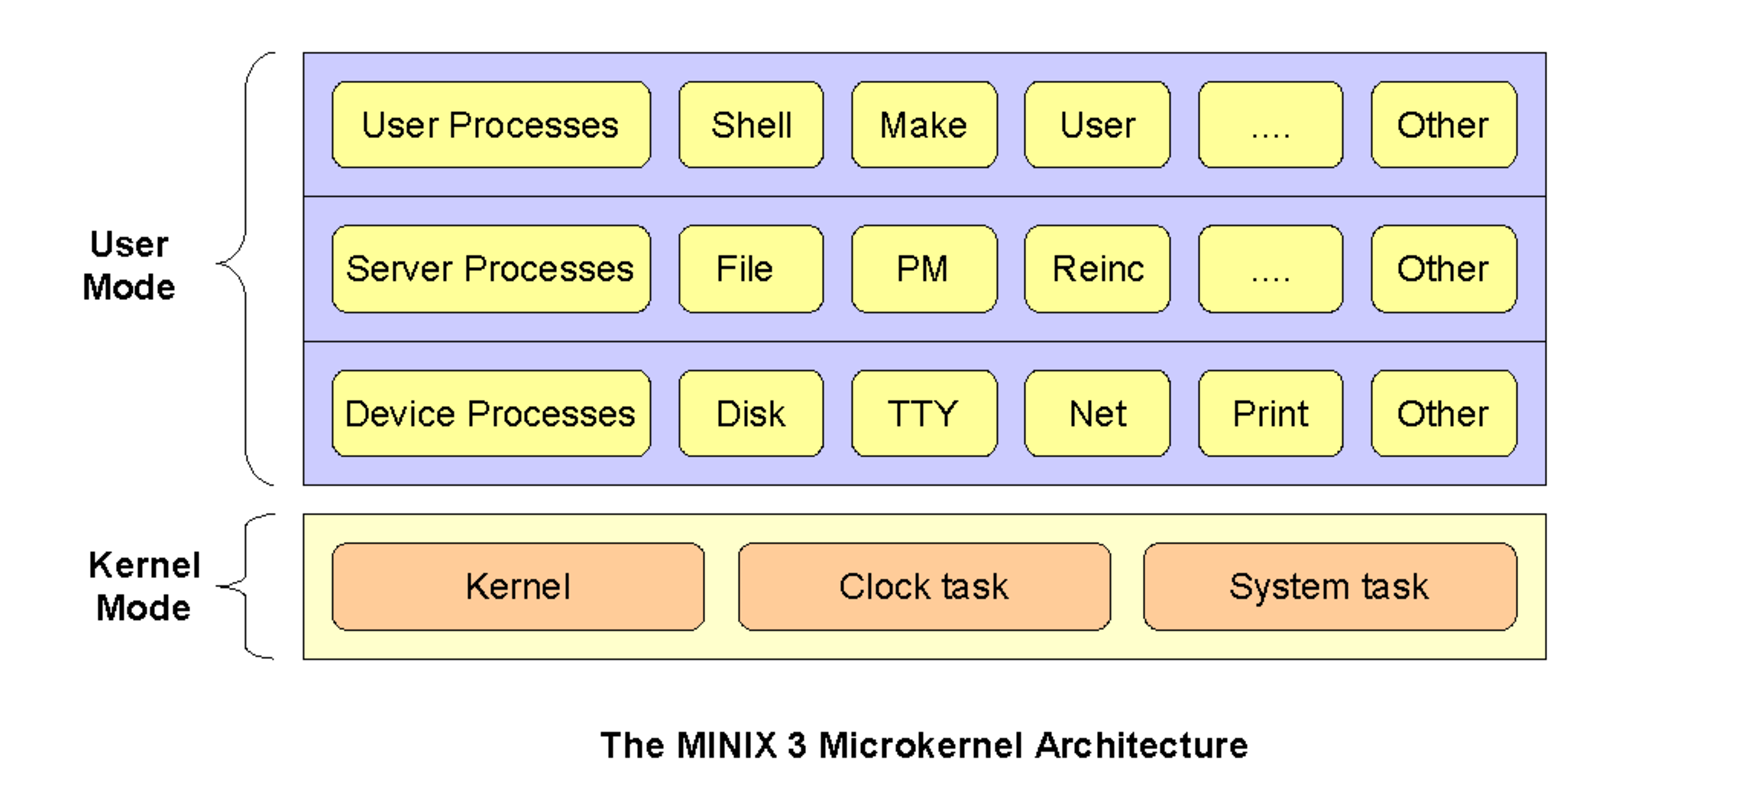 User Processes Shell Make User .... Other
User
Mode
Server Processes File PM Reinc .... Other
Device Processes Disk TTY Net Print Other
Kernel
Mode
Kernel Clock task System task
The MINIX 3 Microkernel Architecture